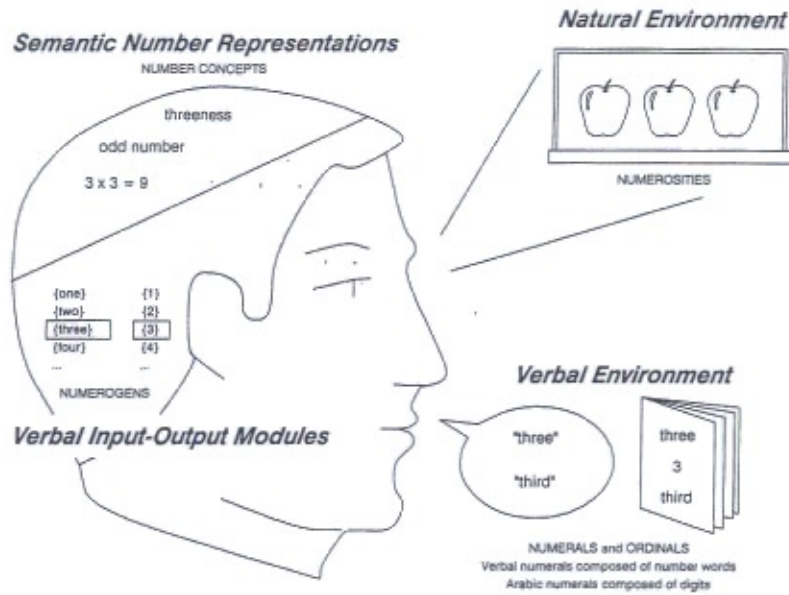 Semantic Number Representations
NUMBER CONCEPTS
threeness
odd number
3 x 3 = 9
{one} {1}
{two} {2}
{three} {3}
{four} {4}
... ...
NUMEROGENS
Verbal Input-Output Modules
Natural Environment
NUMEROSITIES
Verbal Environment
"three"
"third"
three
3
third
NUMERALS and ORDINALS
Verbal numerals composed of number words
Arabic numerals composed of digits